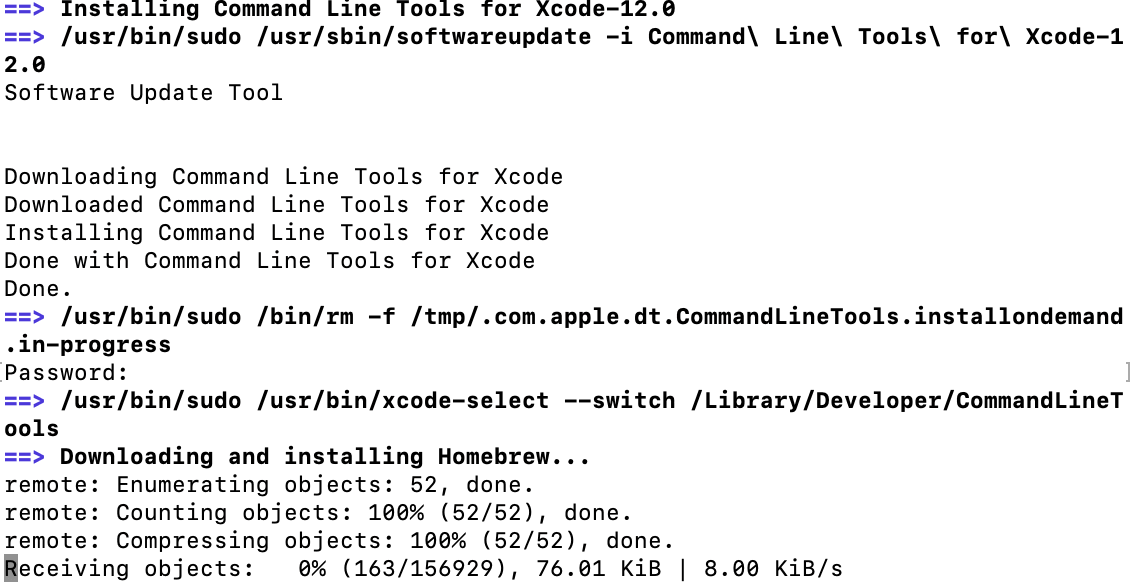 ==> Installing Command Line Tools for Xcode-12.0
==> /usr/bin/sudo /usr/sbin/softwareupdate -i Command\ Line\ Tools\ for\ Xcode-1
2.0
Software Update Tool
Downloading Command Line Tools for Xcode
Downloaded Command Line Tools for Xcode
Installing Command Line Tools for Xcode
Done with Command Line Tools for Xcode
Done.
==> /usr/bin/sudo /bin/rm -f /tmp/.com.apple.dt.CommandLineTools.installondemand
.in-progress
[Password: ]
==> /usr/bin/sudo /usr/bin/xcode-select --switch /Library/Developer/CommandLineT
ools
==> Downloading and installing Homebrew...
remote: Enumerating objects: 52, done.
remote: Counting objects: 100% (52/52), done.
remote: Compressing objects: 100% (52/52), done.
Receiving objects:   0% (163/156929), 76.01 KiB | 8.00 KiB/s